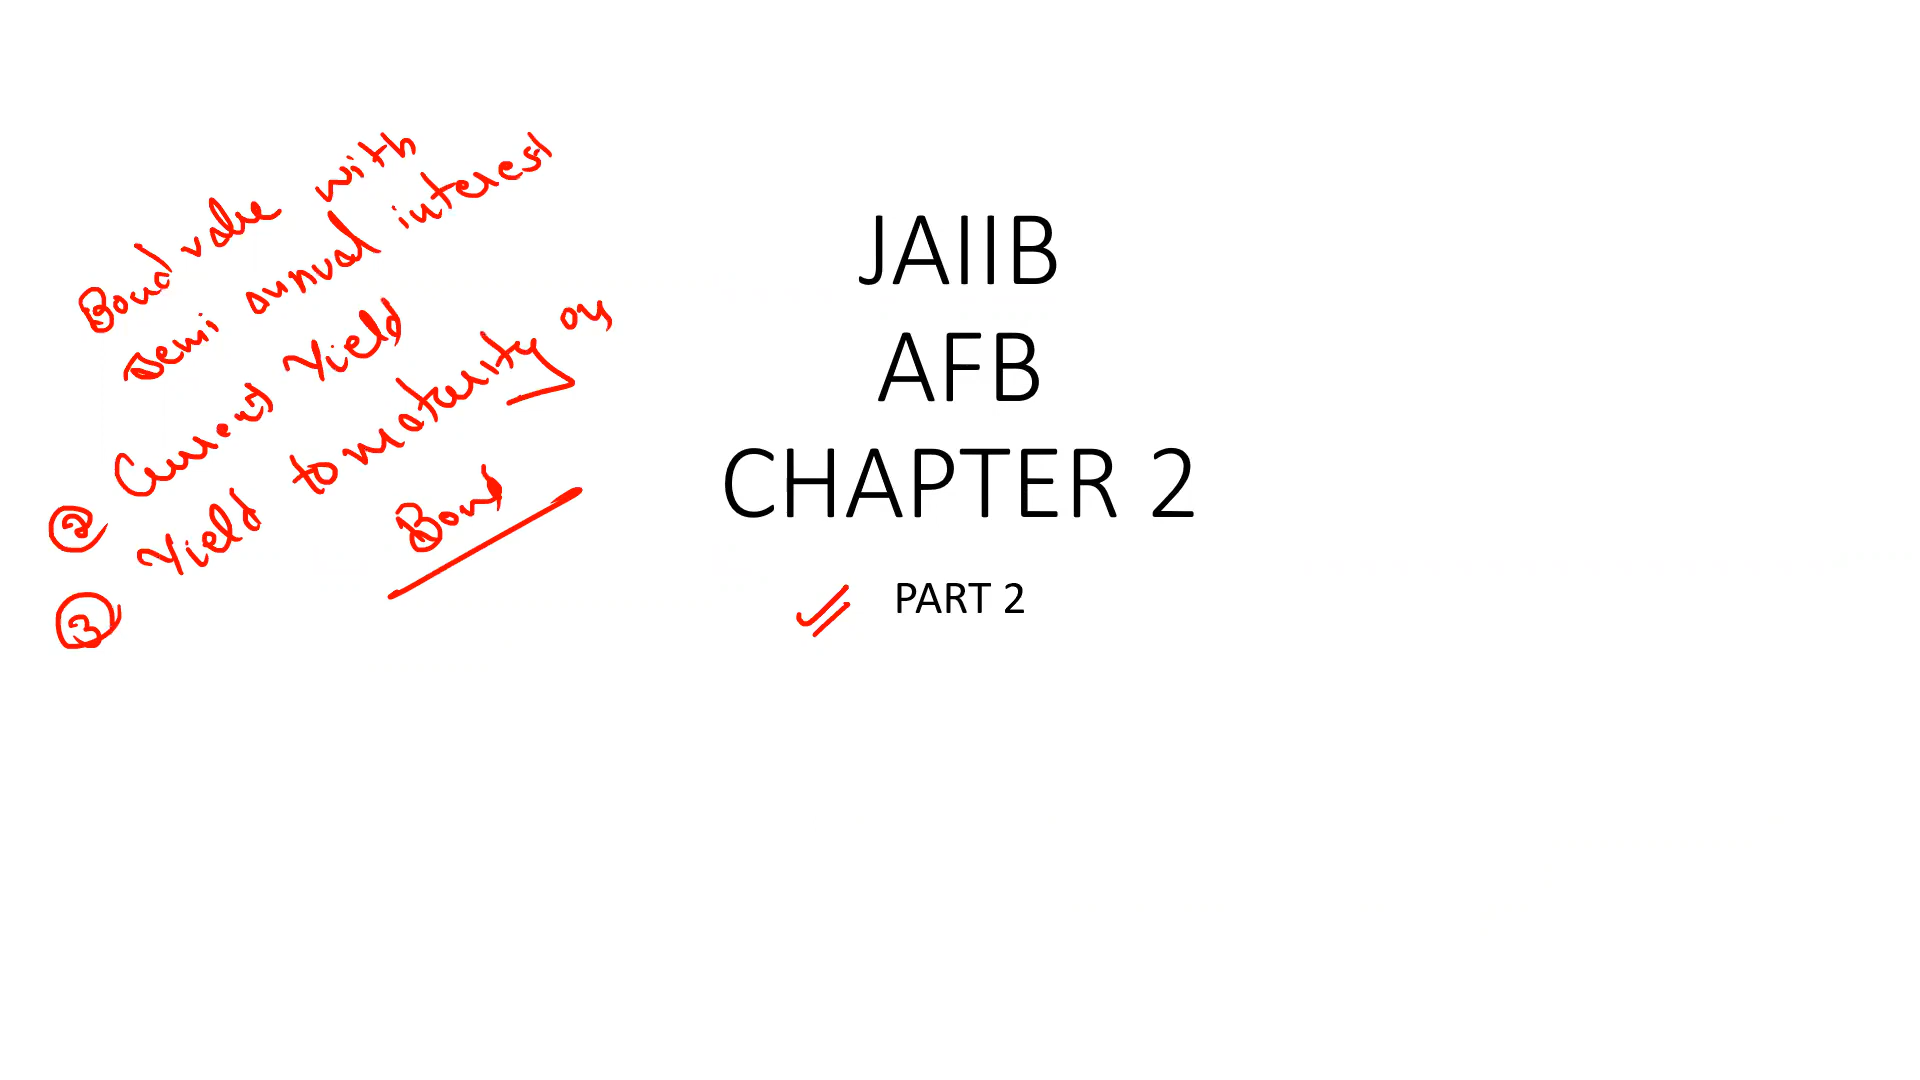 Bond value with
semi annual interest
② Current Yield
③ Yield to maturity of
Bond
JAIIB
AFB
CHAPTER 2
PART 2